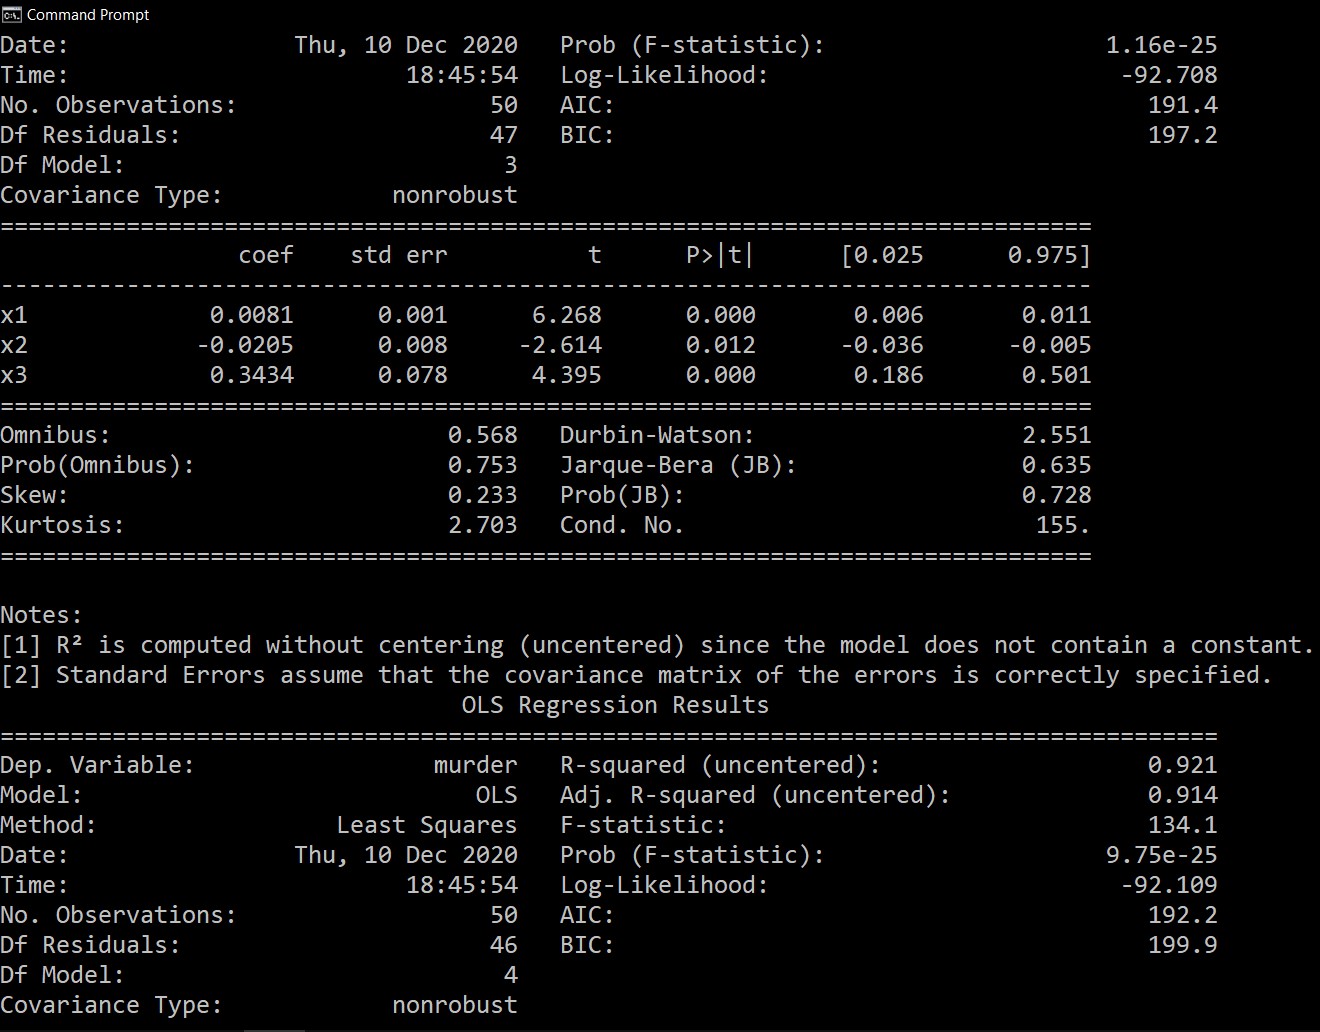 Command Prompt
Date: Thu, 10 Dec 2020 Prob (F-statistic): 1.16e-25
Time: 18:45:54 Log-Likelihood: -92.708
No. Observations: 50 AIC: 191.4
Df Residuals: 47 BIC: 197.2
Df Model: 3
Covariance Type: nonrobust
==============================================================================
coef std err t P>|t| [0.025 0.975]
------------------------------------------------------------------------------
x1 0.0081 0.001 6.268 0.000 0.006 0.011
x2 -0.0205 0.008 -2.614 0.012 -0.036 -0.005
x3 0.3434 0.078 4.395 0.000 0.186 0.501
==============================================================================
Omnibus: 0.568 Durbin-Watson: 2.551
Prob(Omnibus): 0.753 Jarque-Bera (JB): 0.635
Skew: 0.233 Prob(JB): 0.728
Kurtosis: 2.703 Cond. No. 155.
==============================================================================
Notes:
[1] R² is computed without centering (uncentered) since the model does not contain a constant.
[2] Standard Errors assume that the covariance matrix of the errors is correctly specified.
OLS Regression Results
=======================================================================================
Dep. Variable: murder R-squared (uncentered): 0.921
Model: OLS Adj. R-squared (uncentered): 0.914
Method: Least Squares F-statistic: 134.1
Date: Thu, 10 Dec 2020 Prob (F-statistic): 9.75e-25
Time: 18:45:54 Log-Likelihood: -92.109
No. Observations: 50 AIC: 192.2
Df Residuals: 46 BIC: 199.9
Df Model: 4
Covariance Type: nonrobust